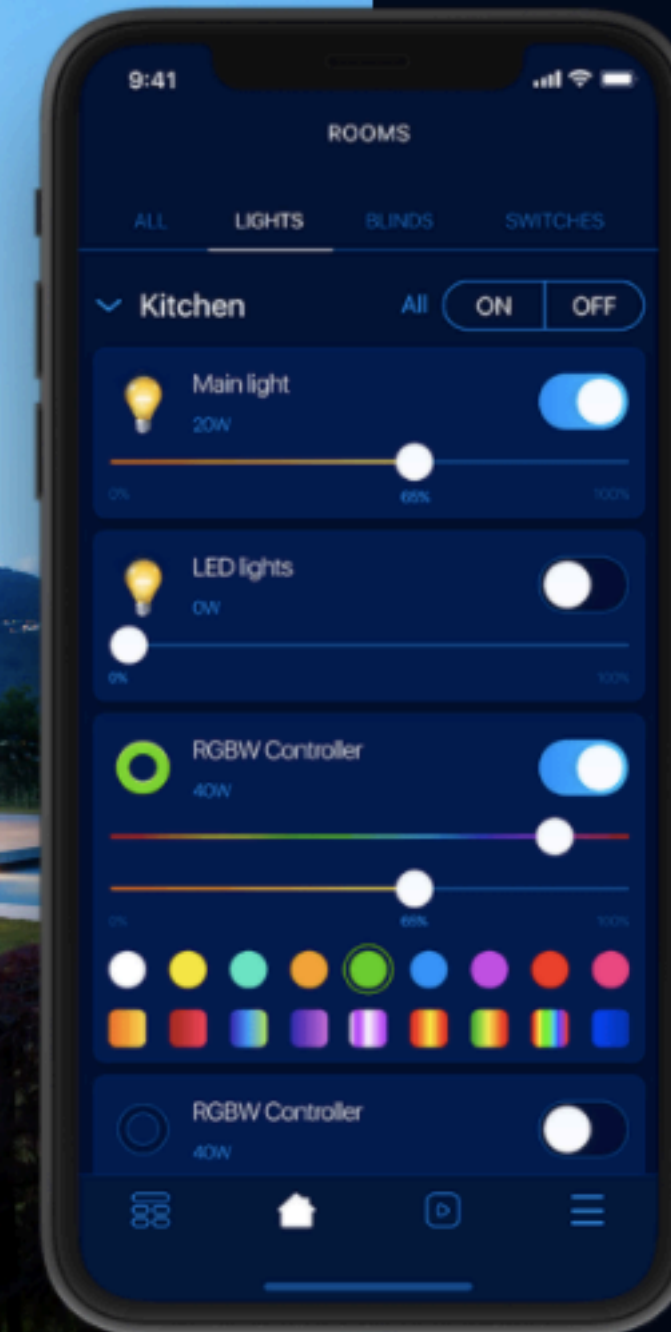 9:41
ROOMS
ALL LIGHTS BLINDS SWITCHES
Kitchen All ON OFF
Main light
20W
0% 65% 100%
LED lights
0W
0% 100%
RGBW Controller
40W
0% 65% 100%
RGBW Controller
40W